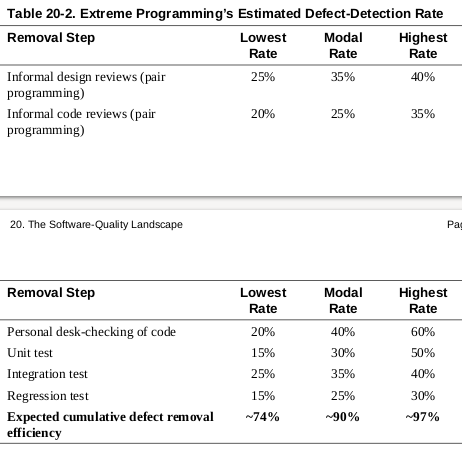 Table 20-2. Extreme Programming's Estimated Defect-Detection Rate
Removal Step Lowest Rate Modal Rate Highest Rate
Informal design reviews (pair programming) 25% 35% 40%
Informal code reviews (pair programming) 20% 25% 35%
20. The Software-Quality Landscape
Removal Step Lowest Rate Modal Rate Highest Rate
Personal desk-checking of code 20% 40% 60%
Unit test 15% 30% 50%
Integration test 25% 35% 40%
Regression test 15% 25% 30%
Expected cumulative defect removal efficiency ~74% ~90% ~97%